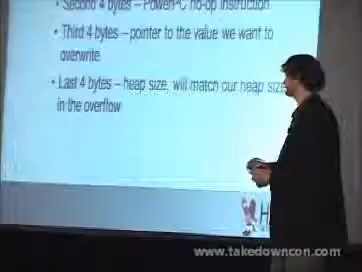 • Second 4 bytes – PowerPC no-op instruction
• Third 4 bytes – pointer to the value we want to
overwrite
• Last 4 bytes – heap size, will match our heap size
in the overflow
H
www.takedowncon.com